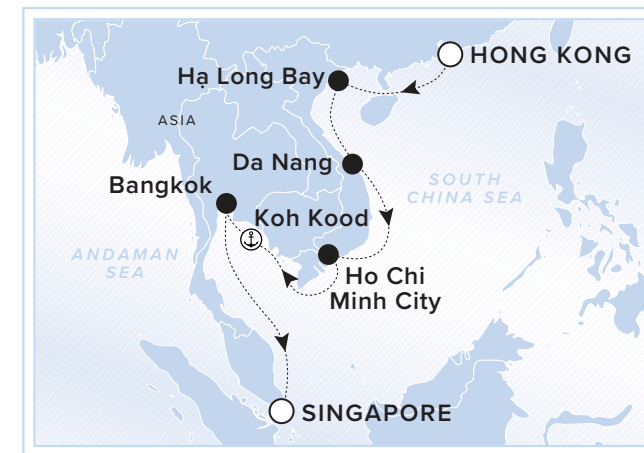 HONG KONG
Hạ Long Bay
ASIA
Da Nang
SOUTH
CHINA SEA
Bangkok
Koh Kood
ANDAMAN
SEA
Ho Chi
Minh City
SINGAPORE